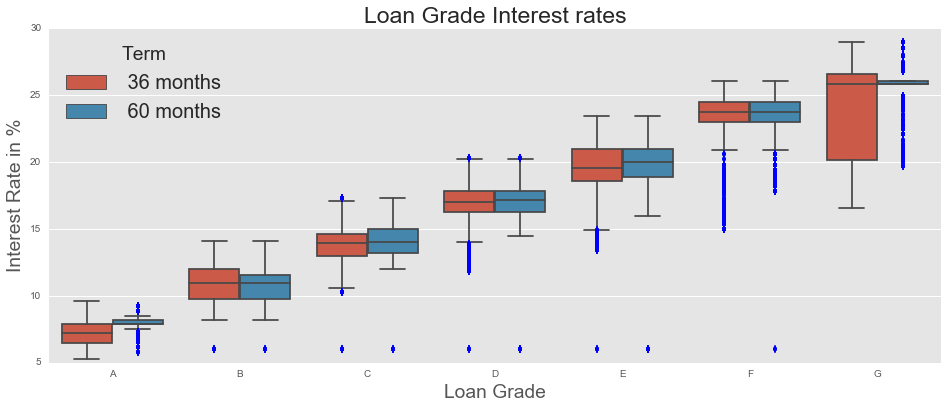 Loan Grade Interest rates
30
25
20
15
10
5
Interest Rate in %
Term
36 months
60 months
A B C D E F G
Loan Grade